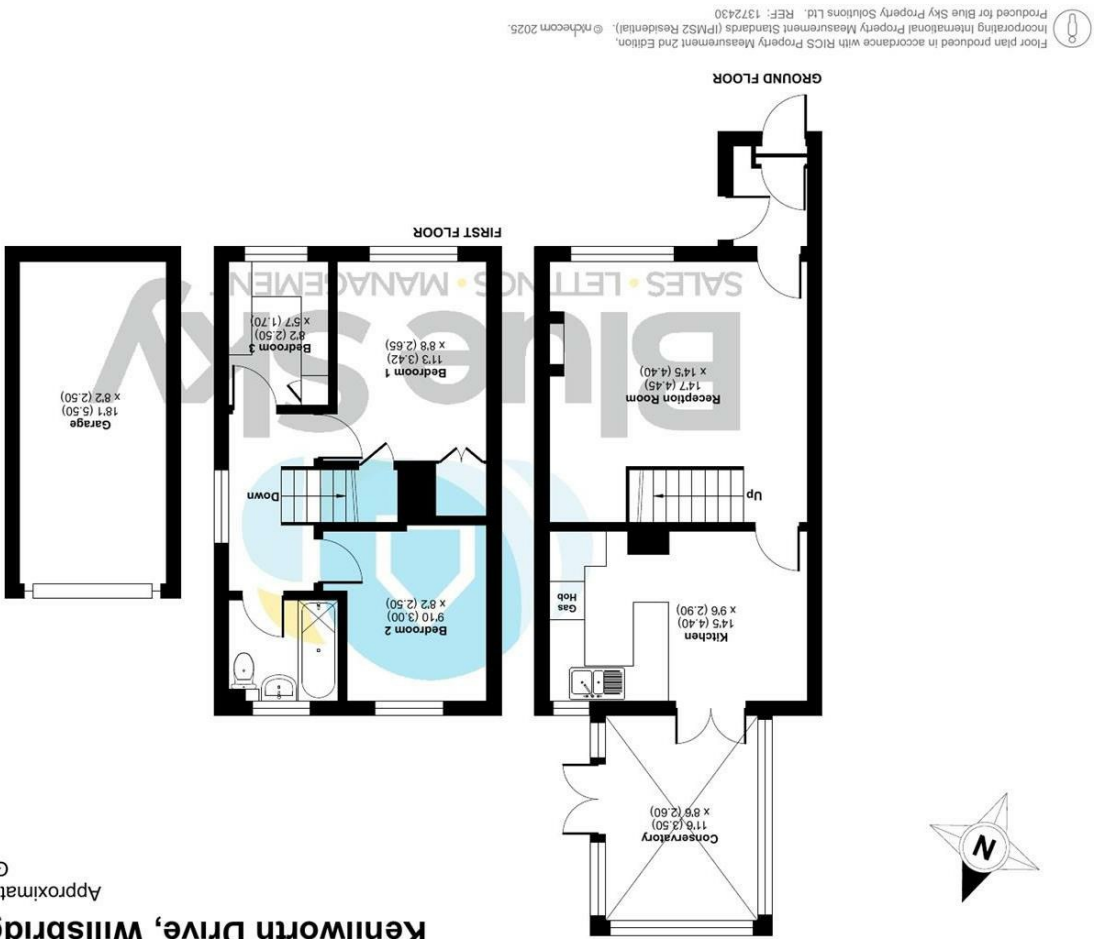 Kenilworth Drive, Willsbridg
Approximat
G
N
Conservatory
11'6 (3.50)
x 8'6 (2.60)
Kitchen
14'5 (4.40)
x 9'6 (2.90)
Gas
Hob
Up
Reception Room
14'7 (4.45)
x 14'5 (4.40)
GROUND FLOOR
Bedroom 2
9'10 (3.00)
x 8'2 (2.50)
Down
Bedroom 1
11'3 (3.42)
x 8'8 (2.65)
Bedroom 3
8'2 (2.50)
x 5'7 (1.70)
FIRST FLOOR
Garage
18'1 (5.50)
x 8'2 (2.50)
Blue Sky
SALES • LETTINGS • MANAGEMENT
Floor plan produced in accordance with RICS Property Measurement 2nd Edition,
Incorporating International Property Measurement Standards (IPMS2 Residential). © nichecom 2025.
Produced for Blue Sky Property Solutions Ltd. REF: 1372430